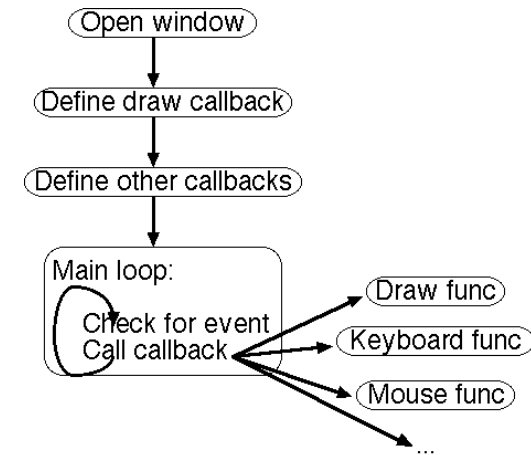 Open window
Define draw callback
Define other callbacks
Main loop:
Check for event
Call callback
Draw func
Keyboard func
Mouse func
...